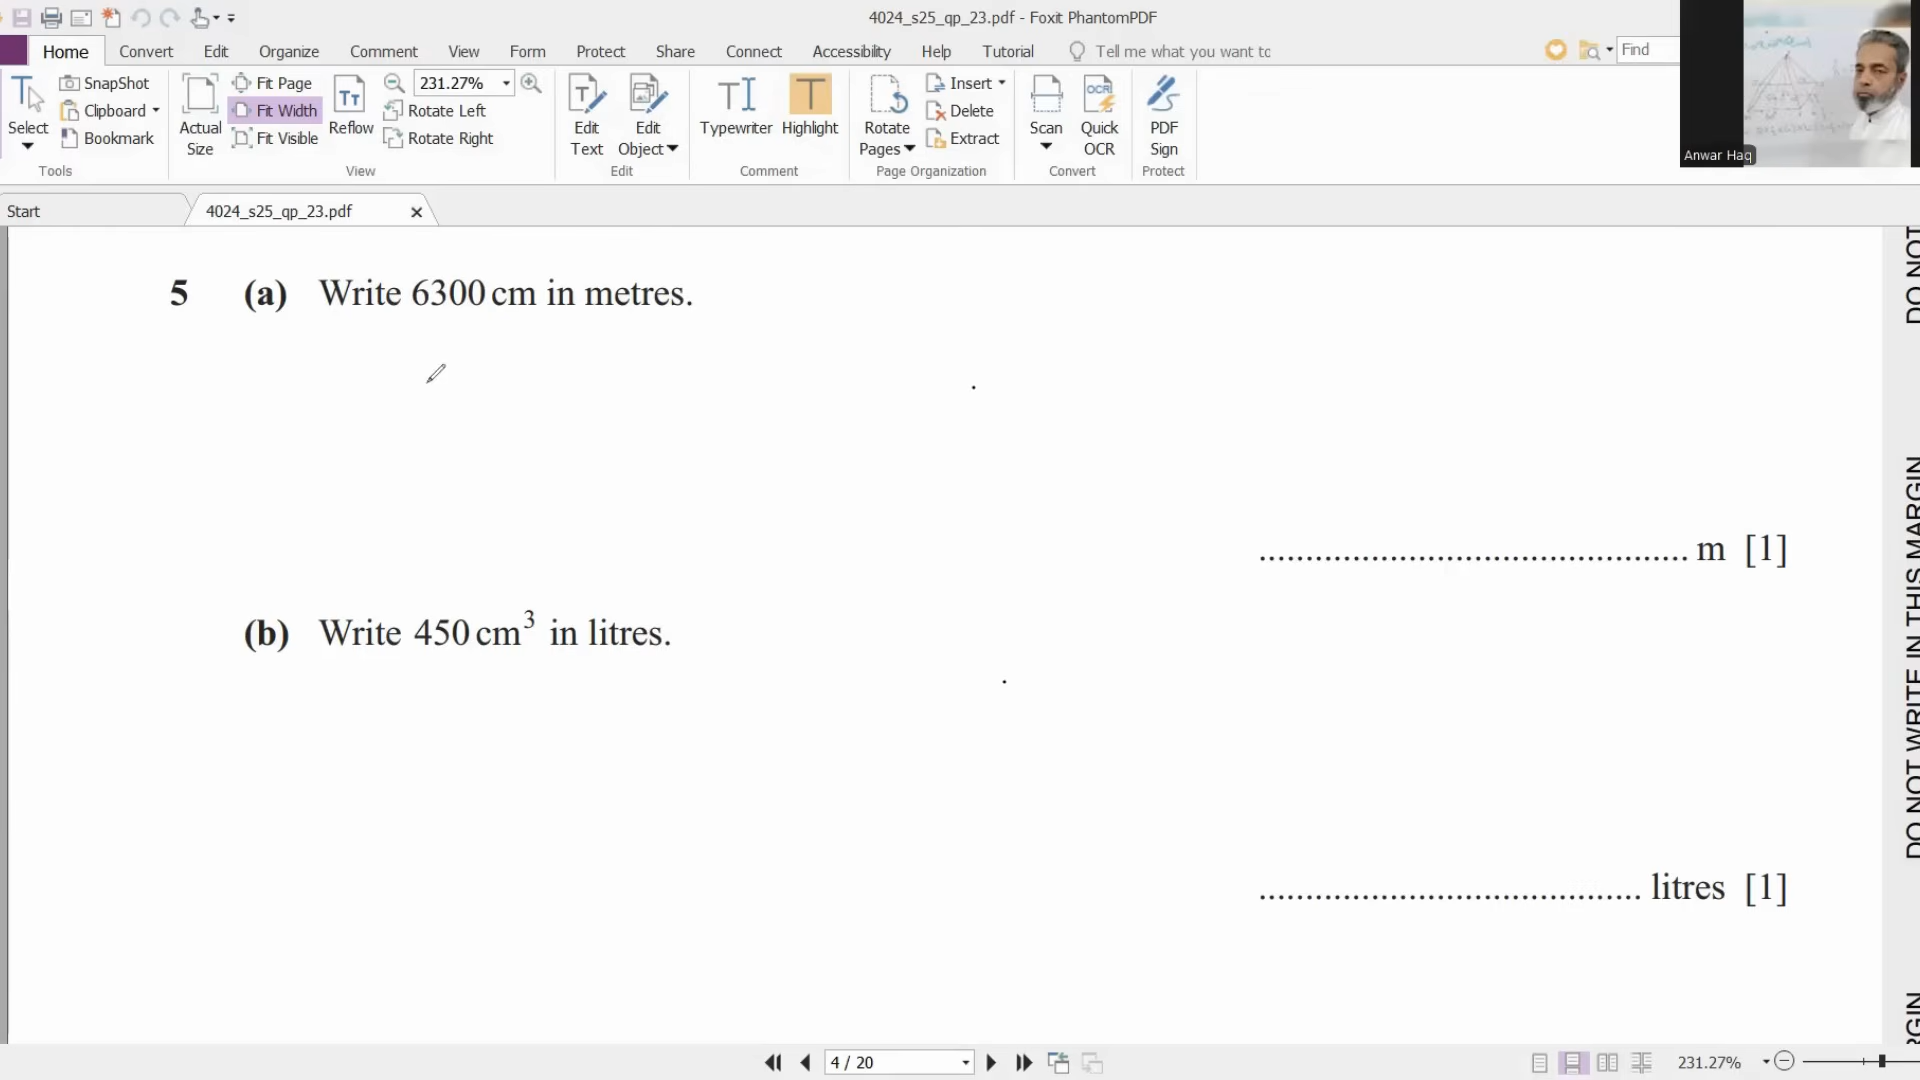 4024_s25_qp_23.pdf - Foxit PhantomPDF
Home Convert Edit Organize Comment View Form Protect Share Connect Accessibility Help Tutorial Tell me what you want to Find
Select
Tools
SnapShot
Clipboard
Bookmark
Actual Size
Fit Page
Fit Width
Fit Visible
Reflow
231.27%
Rotate Left
Rotate Right
View
Edit Text
Edit Object
Edit
Typewriter
Highlight
Comment
Rotate Pages
Insert
Delete
Extract
Page Organization
Scan
Quick OCR
Convert
PDF Sign
Protect
Anwar Haq
Start 4024_s25_qp_23.pdf
5 (a) Write 6300 cm in metres.
.............................................. m [1]
(b) Write 450 cm³ in litres.
......................................... litres [1]
DO NOT
DO NOT WRITE IN THIS MARGIN
4 / 20
231.27%